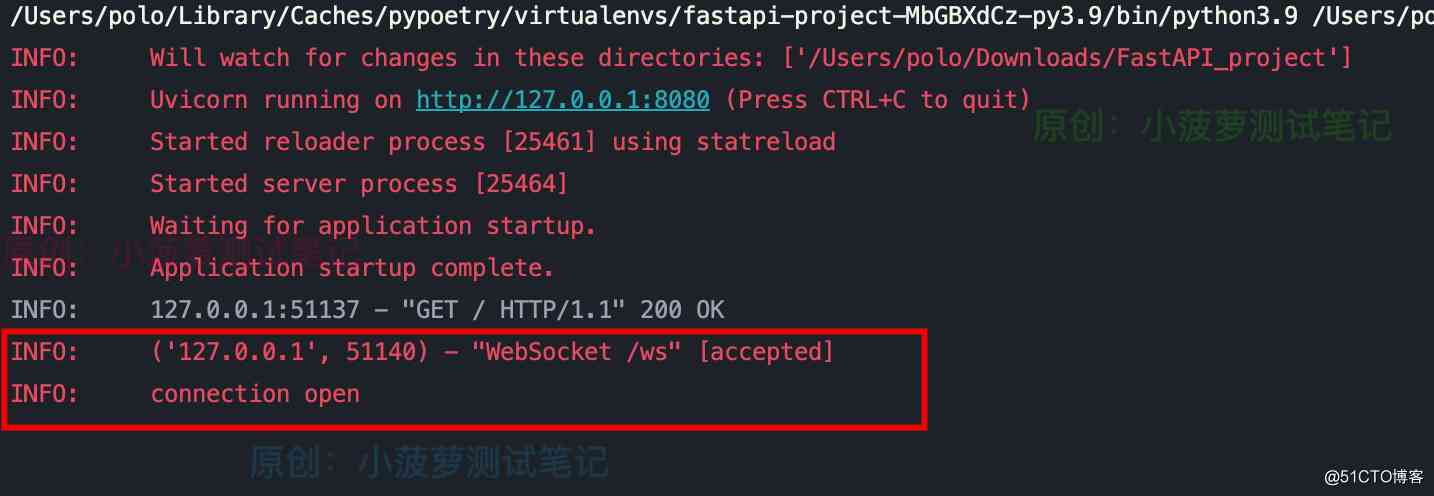 /Users/polo/Library/Caches/pypoetry/virtualenvs/fastapi-project-MbGBXdCz-py3.9/bin/python3.9 /Users/po
INFO: Will watch for changes in these directories: ['/Users/polo/Downloads/FastAPI_project']
INFO: Uvicorn running on http://127.0.0.1:8080 (Press CTRL+C to quit)
原创：小菠萝测试笔记
INFO: Started reloader process [25461] using statreload
INFO: Started server process [25464]
INFO: Waiting for application startup.
原创：小菠萝测试笔记
INFO: Application startup complete.
INFO: 127.0.0.1:51137 - "GET / HTTP/1.1" 200 OK
INFO: ('127.0.0.1', 51140) - "WebSocket /ws" [accepted]
INFO: connection open
原创：小菠萝测试笔记
@51CTO博客